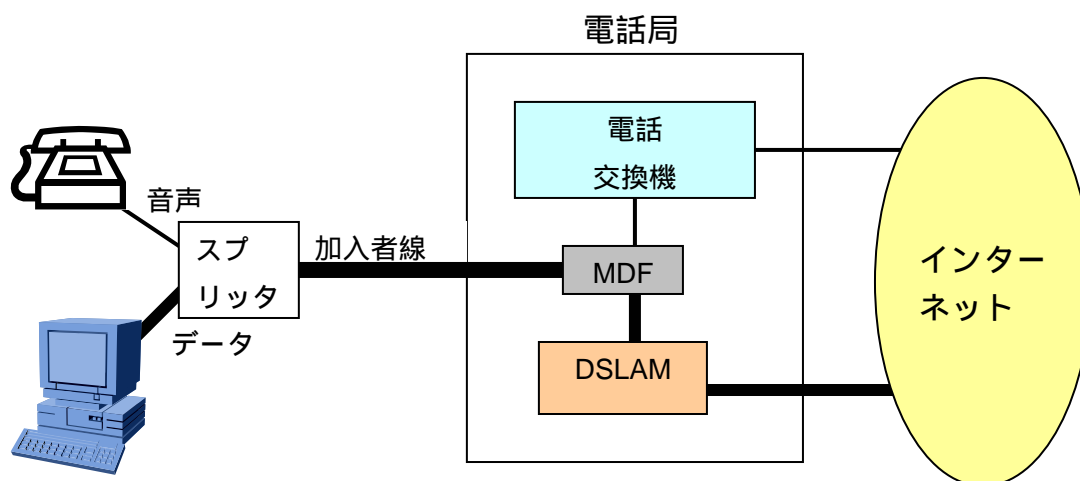 電話局
電話
交換機
音声
スプ
リッタ
加入者線
MDF
インター
ネット
データ
DSLAM